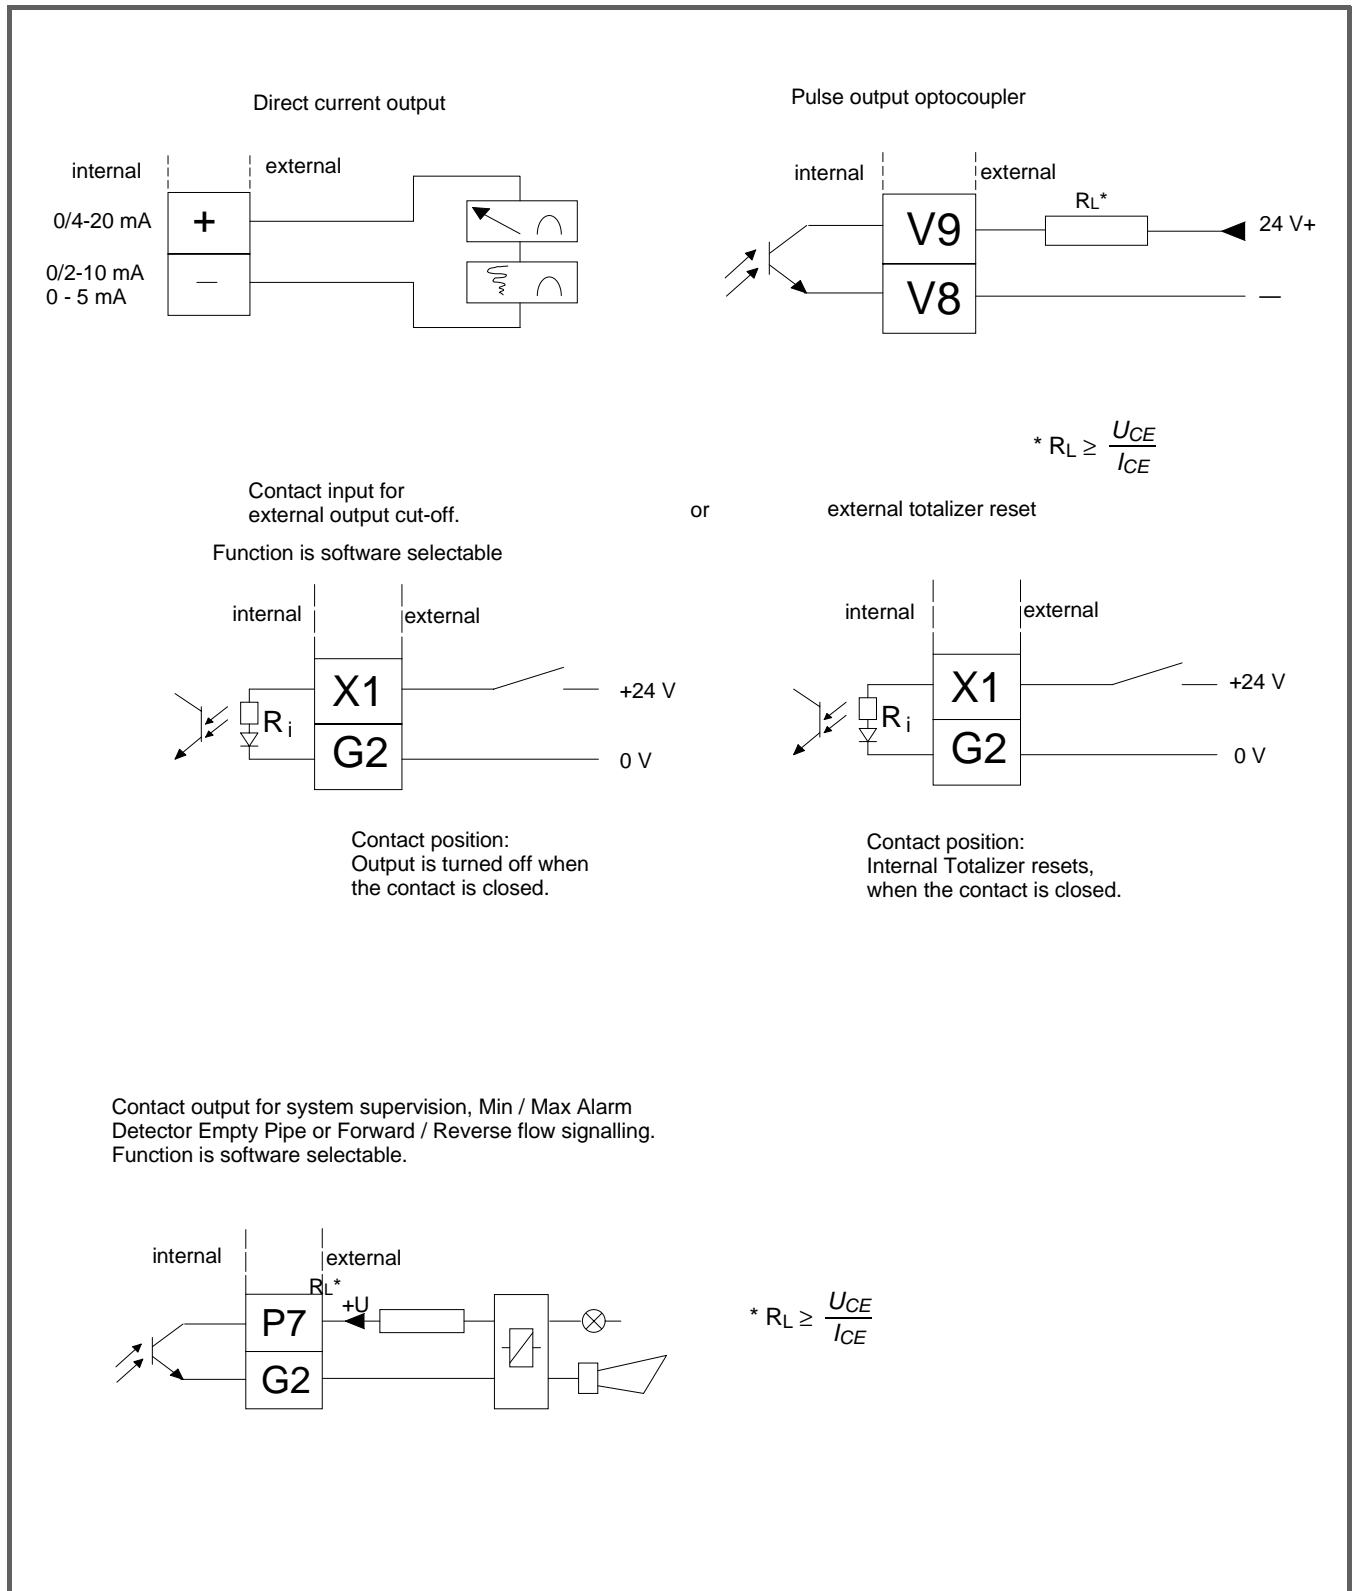 Direct current output
internal
external
0/4-20 mA
+
0/2-10 mA
0 - 5 mA
—
Pulse output optocoupler
internal
external
V9
RL*
24 V+
V8
—
* RL ≥ UCE
ICE
Contact input for
external output cut-off.
or
external totalizer reset
Function is software selectable
internal
external
X1
+24 V
Ri
G2
0 V
Contact position:
Output is turned off when
the contact is closed.
internal
external
X1
+24 V
Ri
G2
0 V
Contact position:
Internal Totalizer resets,
when the contact is closed.
Contact output for system supervision, Min / Max Alarm
Detector Empty Pipe or Forward / Reverse flow signalling.
Function is software selectable.
internal
external
RL*
P7
+U
G2
* RL ≥ UCE
ICE